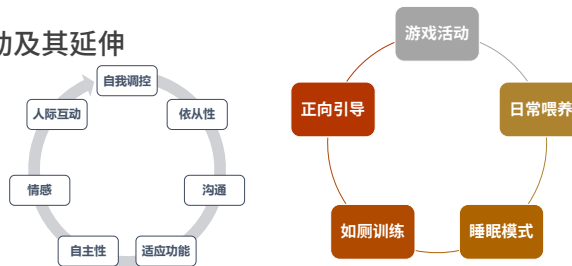 及其延伸
自我调控
依从性
沟通
适应功能
自主性
情感
人际互动
游戏活动
日常喂养
睡眠模式
如厕训练
正向引导